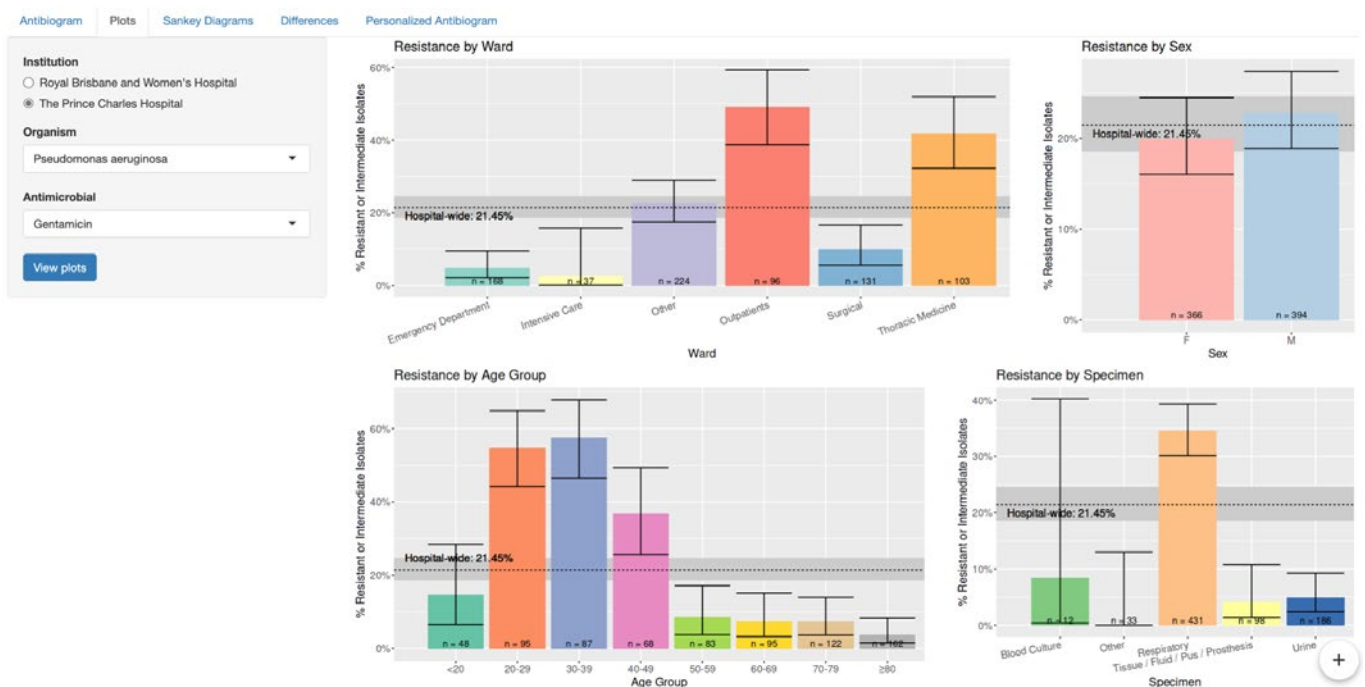 Antibiogram
Plots
Sankey Diagrams
Differences
Personalized Antibiogram
Institution
Royal Brisbane and Women's Hospital
The Prince Charles Hospital
Organism
Pseudomonas aeruginosa
Antimicrobial
Gentamicin
View plots
Resistance by Ward
% Resistant or Intermediate Isolates
60%
40%
20%
0%
Hospital-wide: 21.45%
n = 168
n = 37
n = 224
n = 96
n = 131
n = 103
Emergency Department
Intensive Care
Other
Outpatients
Surgical
Thoracic Medicine
Ward
Resistance by Sex
% Resistant or Intermediate Isolates
20%
10%
0%
Hospital-wide: 21.45%
n = 366
n = 394
F
M
Sex
Resistance by Age Group
% Resistant or Intermediate Isolates
60%
40%
20%
0%
Hospital-wide: 21.45%
n = 48
n = 95
n = 87
n = 68
n = 83
n = 95
n = 122
n = 162
<20
20-29
30-39
40-49
50-59
60-69
70-79
≥80
Age Group
Resistance by Specimen
% Resistant or Intermediate Isolates
40%
30%
20%
10%
0%
Hospital-wide: 21.45%
n = 12
n = 33
n = 431
n = 98
n = 186
Blood Culture
Other
Respiratory
Tissue / Fluid / Pus / Prosthesis
Urine
Specimen
+